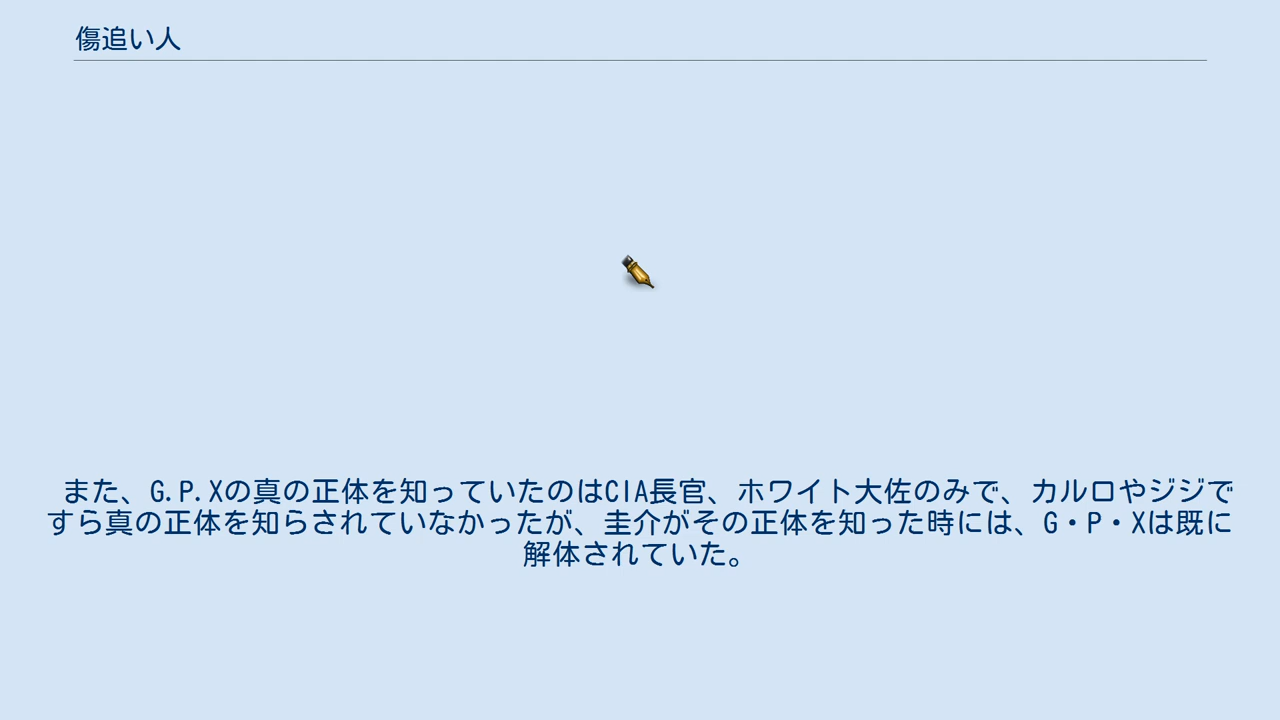 傷追い人
また、G.P.Xの真の正体を知っていたのはCIA長官、ホワイト大佐のみで、カルロやジジで
すら真の正体を知らされていなかったが、圭介がその正体を知った時には、G・P・Xは既に
解体されていた。